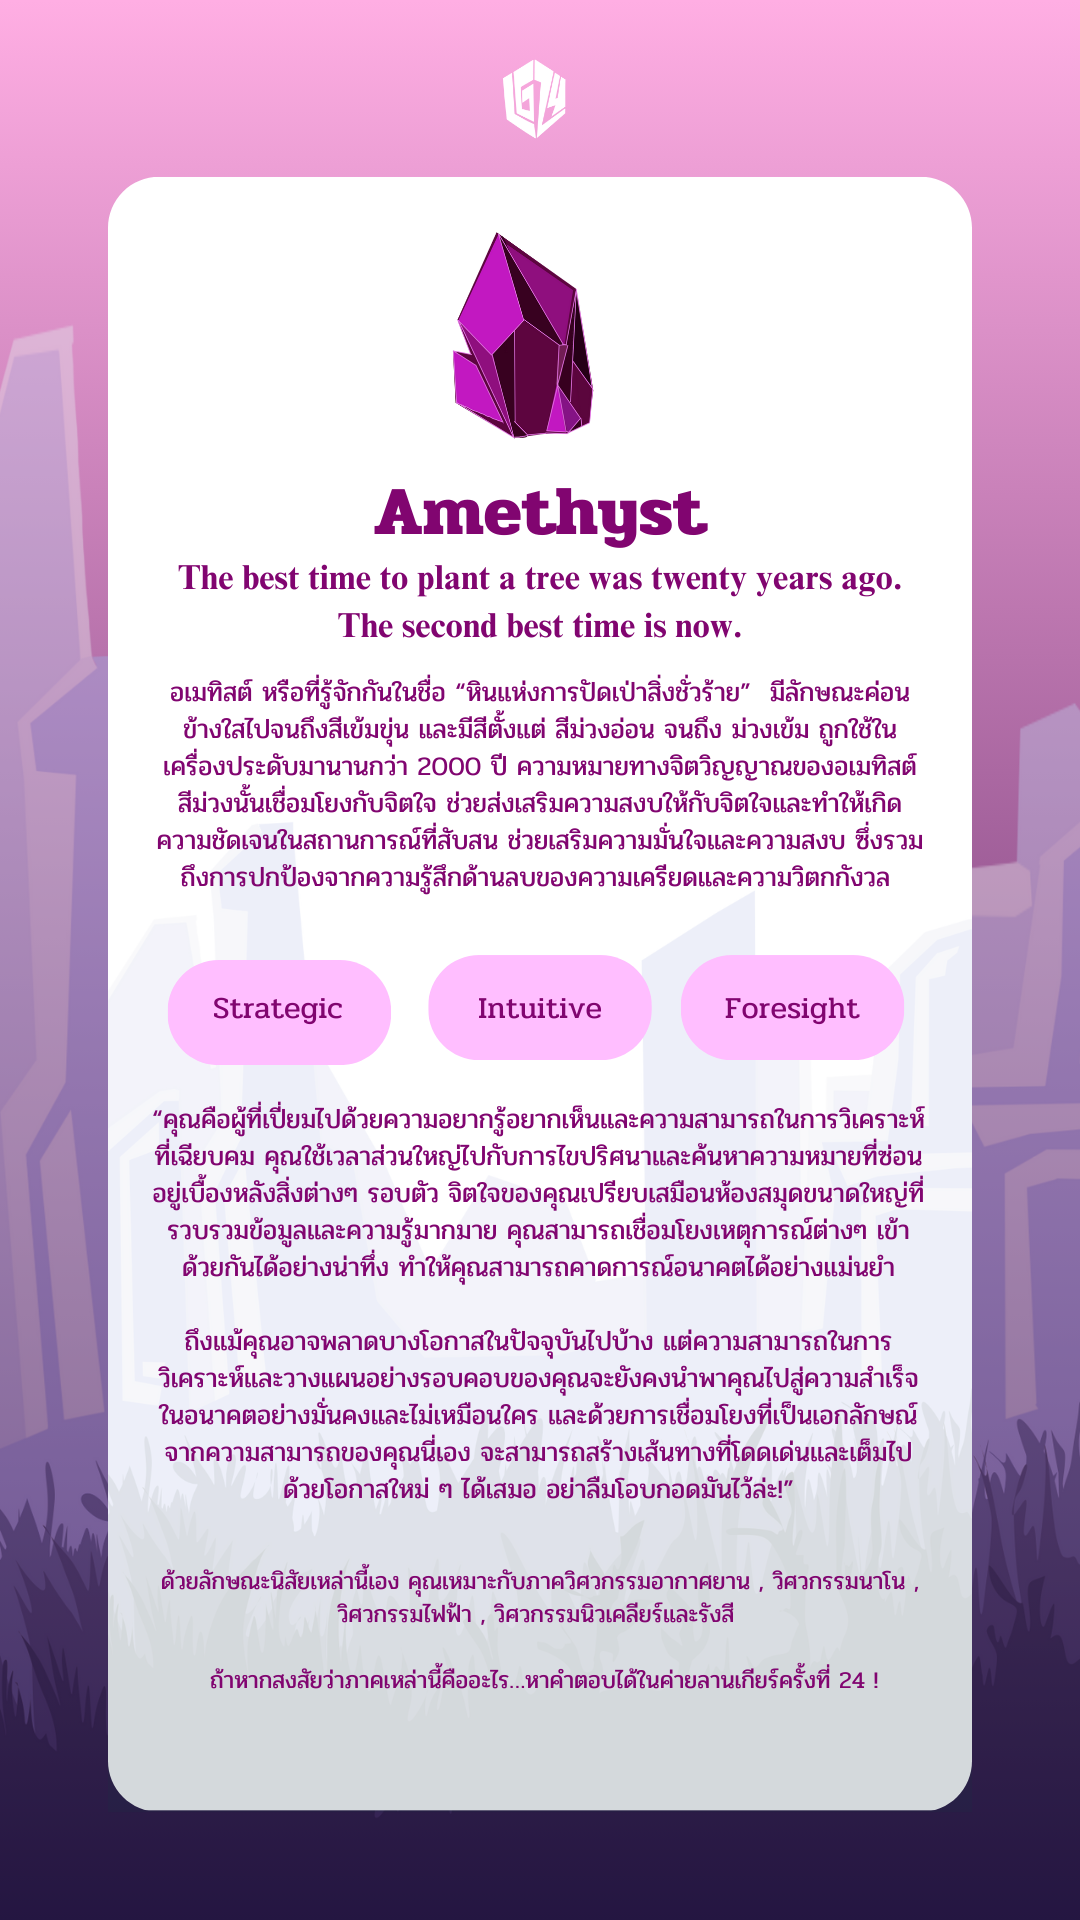 G24
Amethyst
The best time to plant a tree was twenty years ago.
The second best time is now.
อเมทิสต์ หรือที่รู้จักกันในชื่อ “หินแห่งการปัดเป่าสิ่งชั่วร้าย” มีลักษณะค่อน
ข้างใสไปจนถึงสีเข้มขุ่น และมีสีตั้งแต่ สีม่วงอ่อน จนถึง ม่วงเข้ม ถูกใช้ใน
เครื่องประดับมานานกว่า 2000 ปี ความหมายทางจิตวิญญาณของอเมทิสต์
สีม่วงนั้นเชื่อมโยงกับจิตใจ ช่วยส่งเสริมความสงบให้กับจิตใจและทำให้เกิด
ความชัดเจนในสถานการณ์ที่สับสน ช่วยเสริมความมั่นใจและความสงบ ซึ่งรวม
ถึงการปกป้องจากความรู้สึกด้านลบของความเครียดและความวิตกกังวล
Strategic Intuitive Foresight
“คุณคือผู้ที่เปี่ยมไปด้วยความอยากรู้อยากเห็นและความสามารถในการวิเคราะห์
ที่เฉียบคม คุณใช้เวลาส่วนใหญ่ไปกับการไขปริศนาและค้นหาความหมายที่ซ่อน
อยู่เบื้องหลังสิ่งต่างๆ รอบตัว จิตใจของคุณเปรียบเสมือนห้องสมุดขนาดใหญ่ที่
รวบรวมข้อมูลและความรู้มากมาย คุณสามารถเชื่อมโยงเหตุการณ์ต่างๆ เข้า
ด้วยกันได้อย่างน่าทึ่ง ทำให้คุณสามารถคาดการณ์อนาคตได้อย่างแม่นยำ
ถึงแม้คุณอาจพลาดบางโอกาสในปัจจุบันไปบ้าง แต่ความสามารถในการ
วิเคราะห์และวางแผนอย่างรอบคอบของคุณจะยังคงนำพาคุณไปสู่ความสำเร็จ
ในอนาคตอย่างมั่นคงและไม่เหมือนใคร และด้วยการเชื่อมโยงที่เป็นเอกลักษณ์
จากความสามารถของคุณนี่เอง จะสามารถสร้างเส้นทางที่โดดเด่นและเต็มไป
ด้วยโอกาสใหม่ ๆ ได้เสมอ อย่าลืมโอบกอดมันไว้ล่ะ!”
ด้วยลักษณะนิสัยเหล่านี้เอง คุณเหมาะกับภาควิศวกรรมอากาศยาน , วิศวกรรมนาโน ,
วิศวกรรมไฟฟ้า , วิศวกรรมนิวเคลียร์และรังสี
ถ้าหากสงสัยว่าภาคเหล่านี้คืออะไร...หาคำตอบได้ในค่ายลานเกียร์ครั้งที่ 24 !